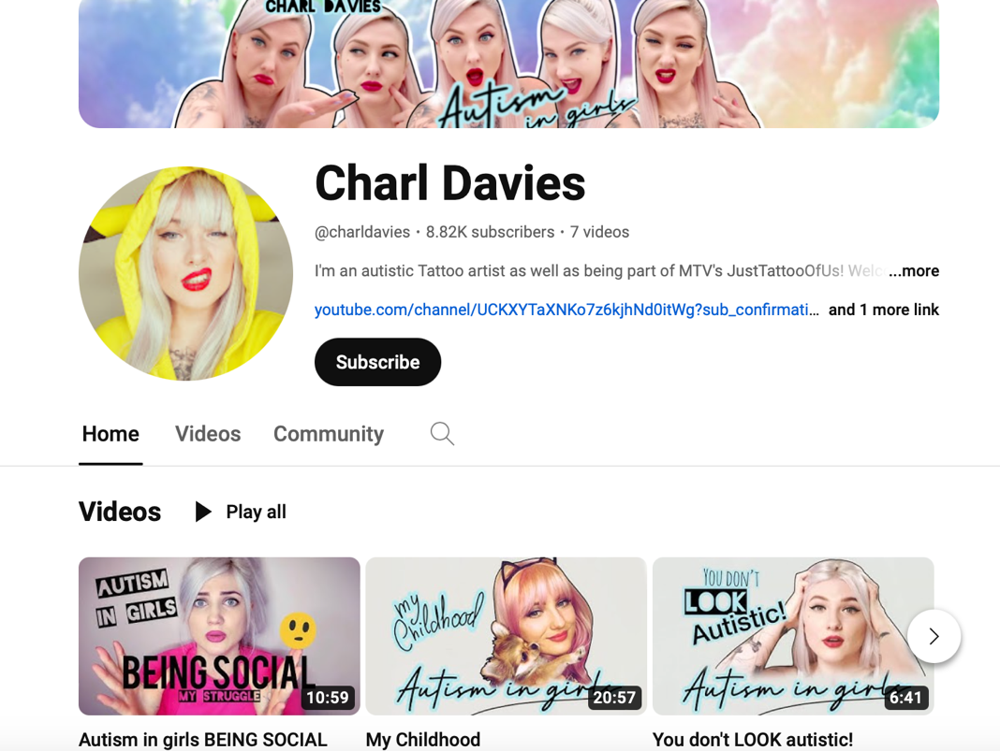 CHARL DAVIES
Autism
in girls
Charl Davies
@charldavies • 8.82K subscribers • 7 videos
I'm an autistic Tattoo artist as well as being part of MTV's JustTattooOfUs! Welc ...more
youtube.com/channel/UCKXYTaXNKo7z6kjhNd0itWg?sub_confirmati... and 1 more link
Subscribe
Home Videos Community
Videos Play all
AUTISM
IN GIRLS
BEING SOCIAL
MY STRUGGLE
10:59
my
Childhood
Autism in girls
20:57
YOU DON'T
LOOK
Autistic!
Autism in girls
6:41
Autism in girls BEING SOCIAL
My Childhood
You don't LOOK autistic!